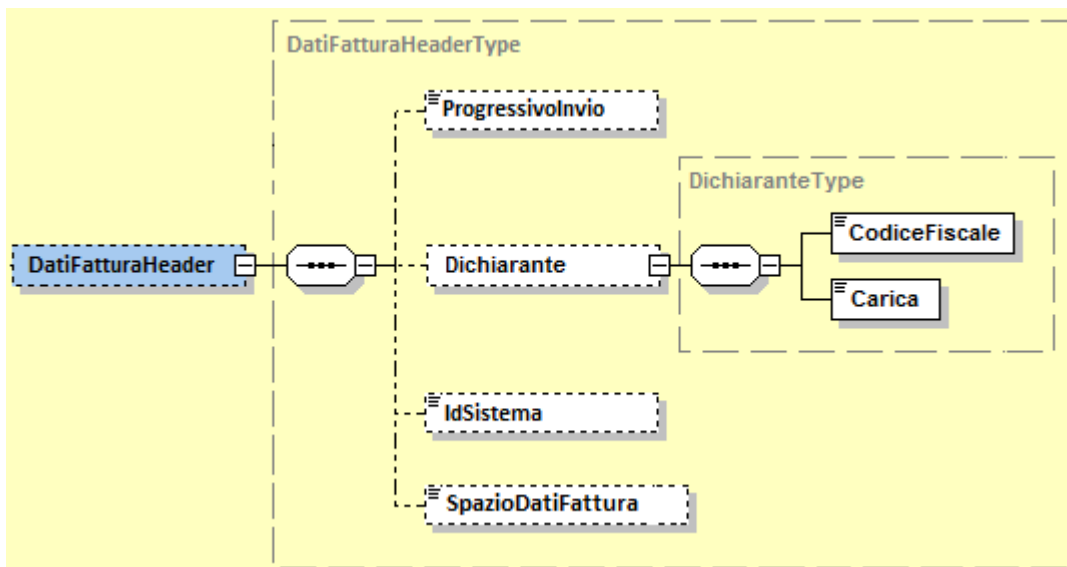 DatiFatturaHeaderType
ProgressivoInvio
DichiaranteType
CodiceFiscale
DatiFatturaHeader
Dichiarante
Carica
IdSistema
SpazioDatiFattura